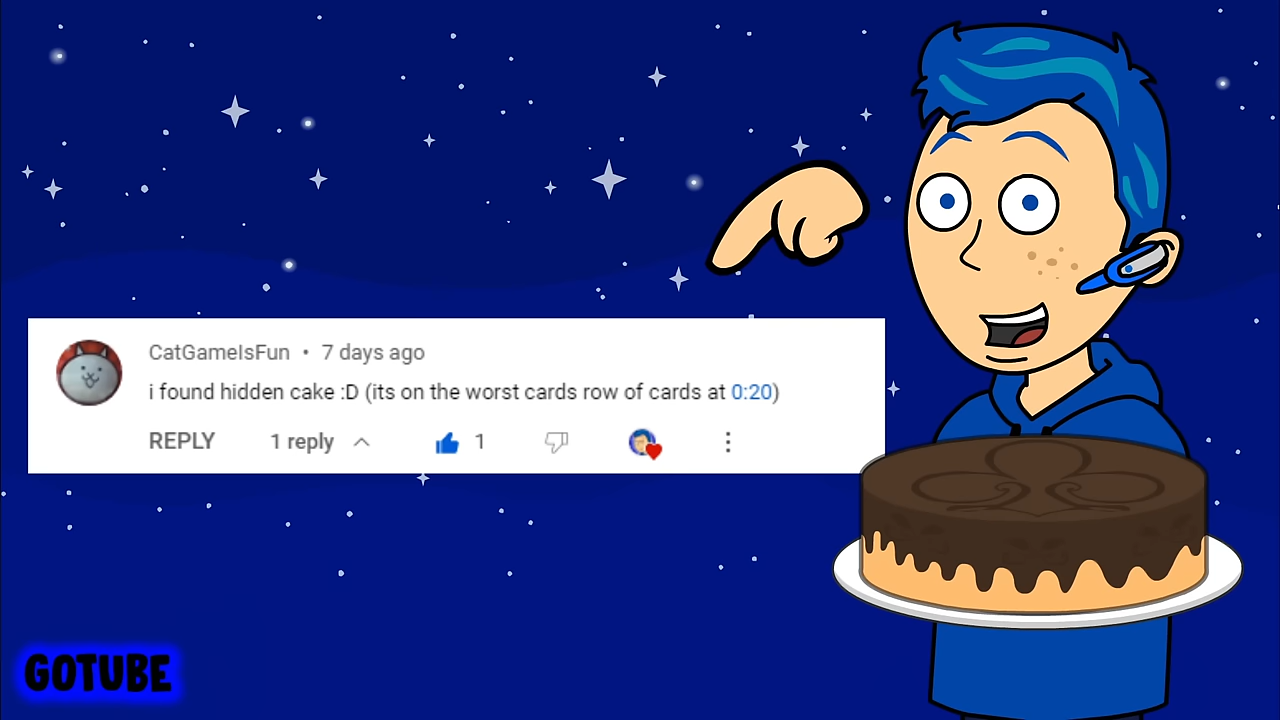 CatGameIsFun • 7 days ago
i found hidden cake :D (its on the worst cards row of cards at 0:20)
REPLY 1 reply 1
GOTUBE